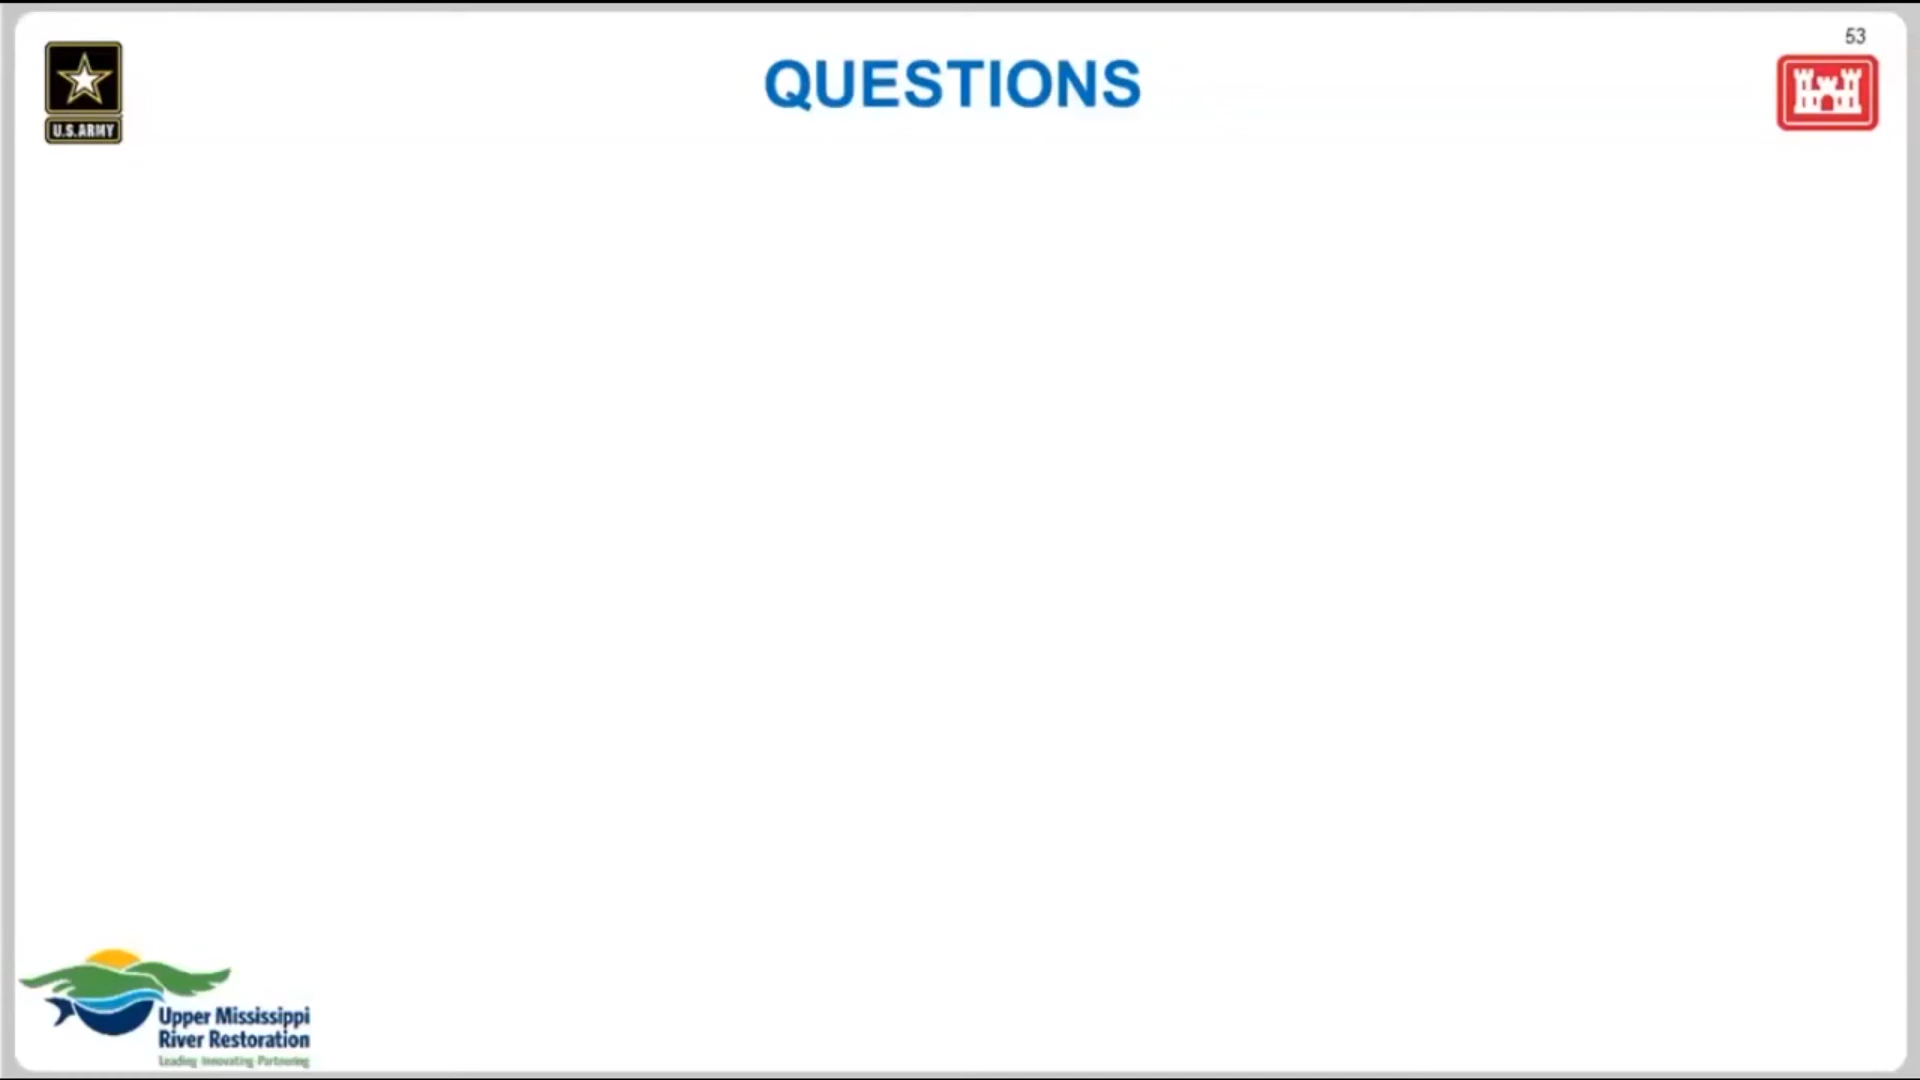 53
QUESTIONS
U.S.ARMY
Upper Mississippi
River Restoration
Leading Innovating Partnering